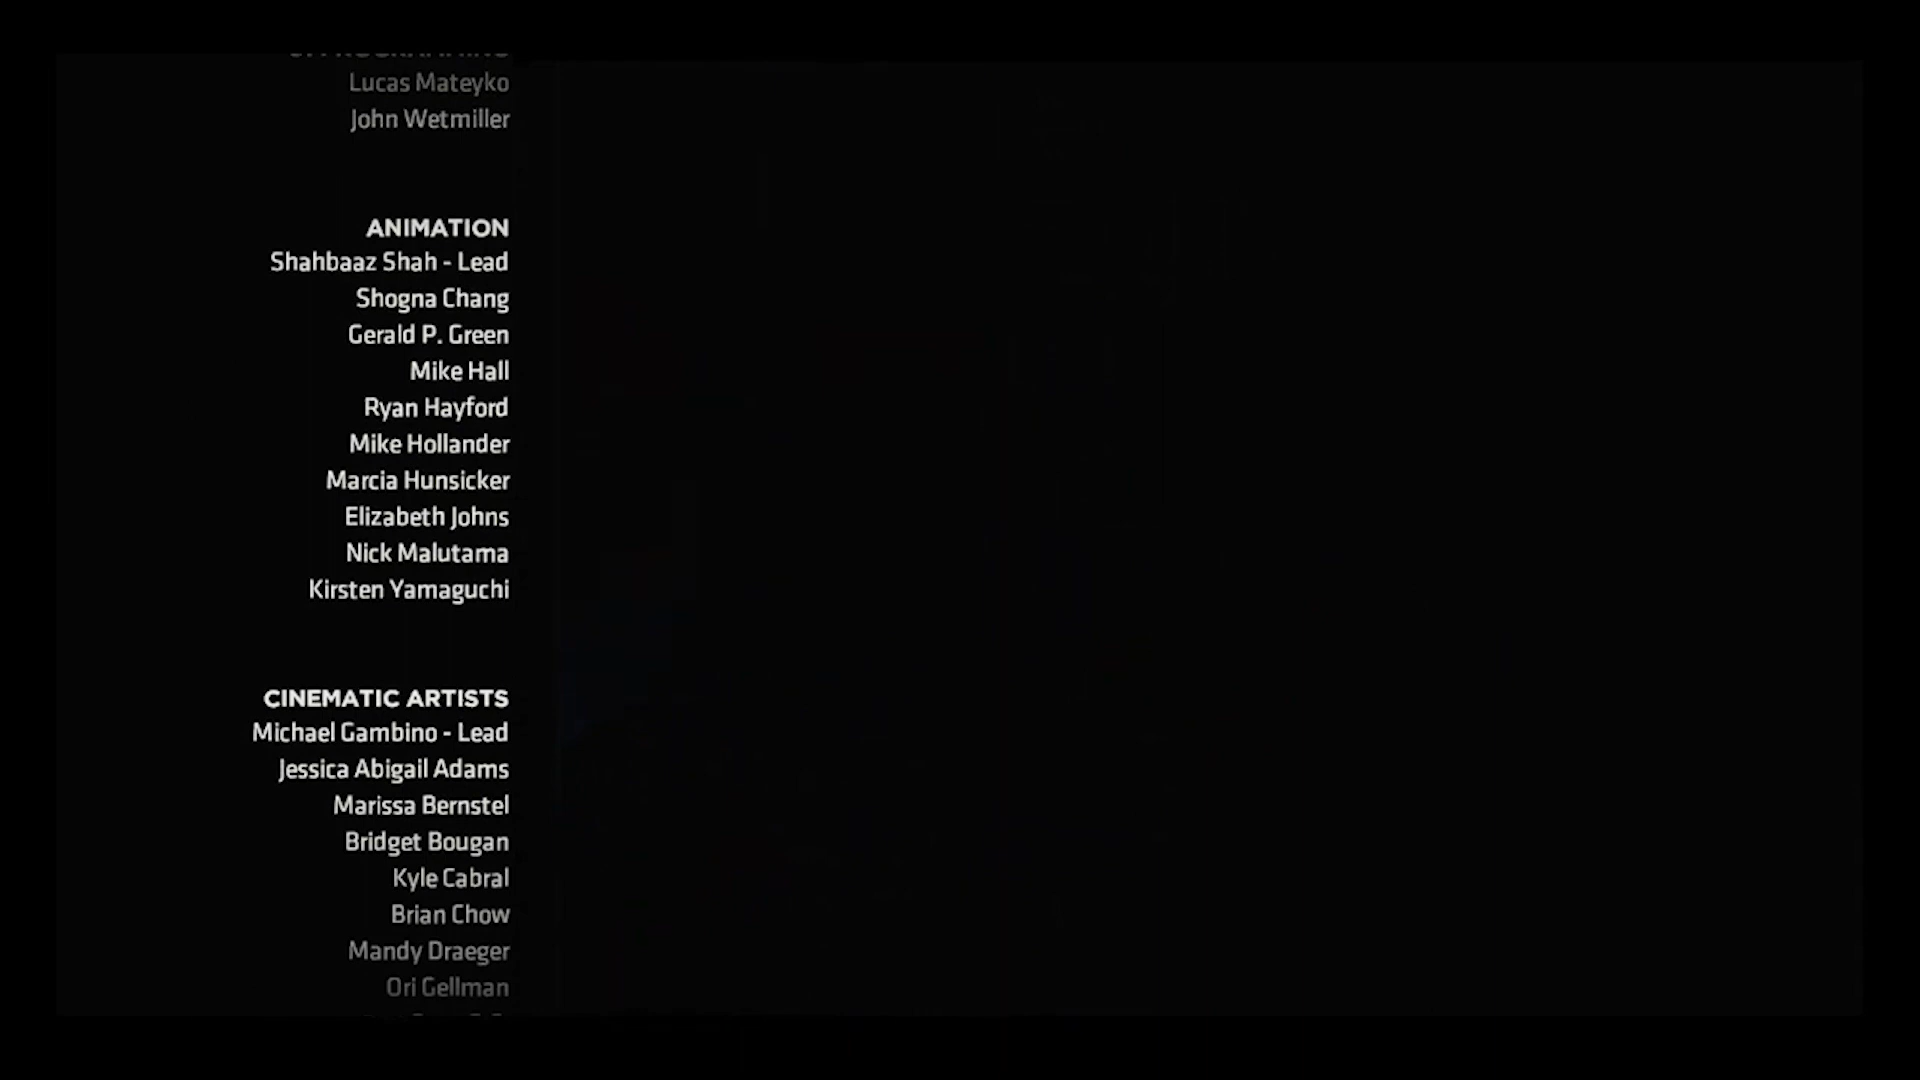 Lucas Mateyko
John Wetmiller
ANIMATION
Shahbaaz Shah - Lead
Shogna Chang
Gerald P. Green
Mike Hall
Ryan Hayford
Mike Hollander
Marcia Hunsicker
Elizabeth Johns
Nick Malutama
Kirsten Yamaguchi
CINEMATIC ARTISTS
Michael Gambino - Lead
Jessica Abigail Adams
Marissa Bernstel
Bridget Bougan
Kyle Cabral
Brian Chow
Mandy Draeger
Ori Gellman